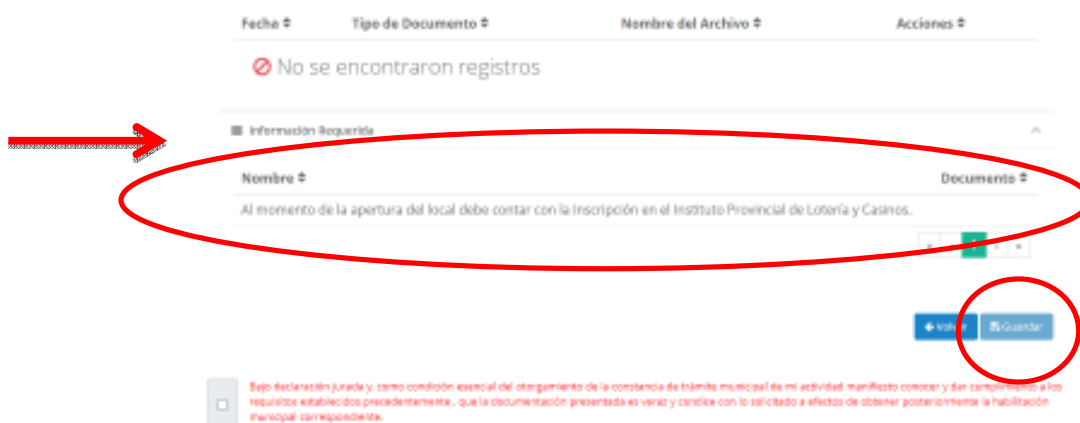 Fecha Tipo de Documento Nombre del Archivo Acciones
No se encontraron registros
Información Requerida
Nombre Documento
Al momento de la apertura del local debe contar con la Inscripción en el Instituto Provincial de Lotería y Casinos.
« 1 »
Volver Guardar
Bajo declaración jurada y, como condición esencial del otorgamiento de la constancia de trámite municipal de mi actividad manifiesto conocer y dar cumplimiento a los
requisitos establecidos precedentemente, que la documentación presentada es veraz y condice con lo solicitado a efectos de obtener posteriormente la habilitación
municipal correspondiente.